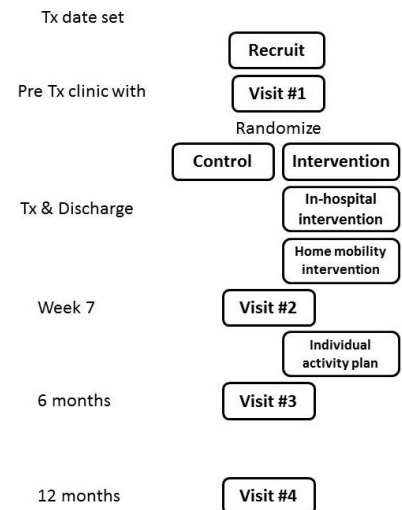 Tx date set
Recruit
Pre Tx clinic with
Visit #1
Randomize
Control
Intervention
Tx & Discharge
In-hospital
intervention
Home mobility
intervention
Week 7
Visit #2
Individual
activity plan
6 months
Visit #3
12 months
Visit #4